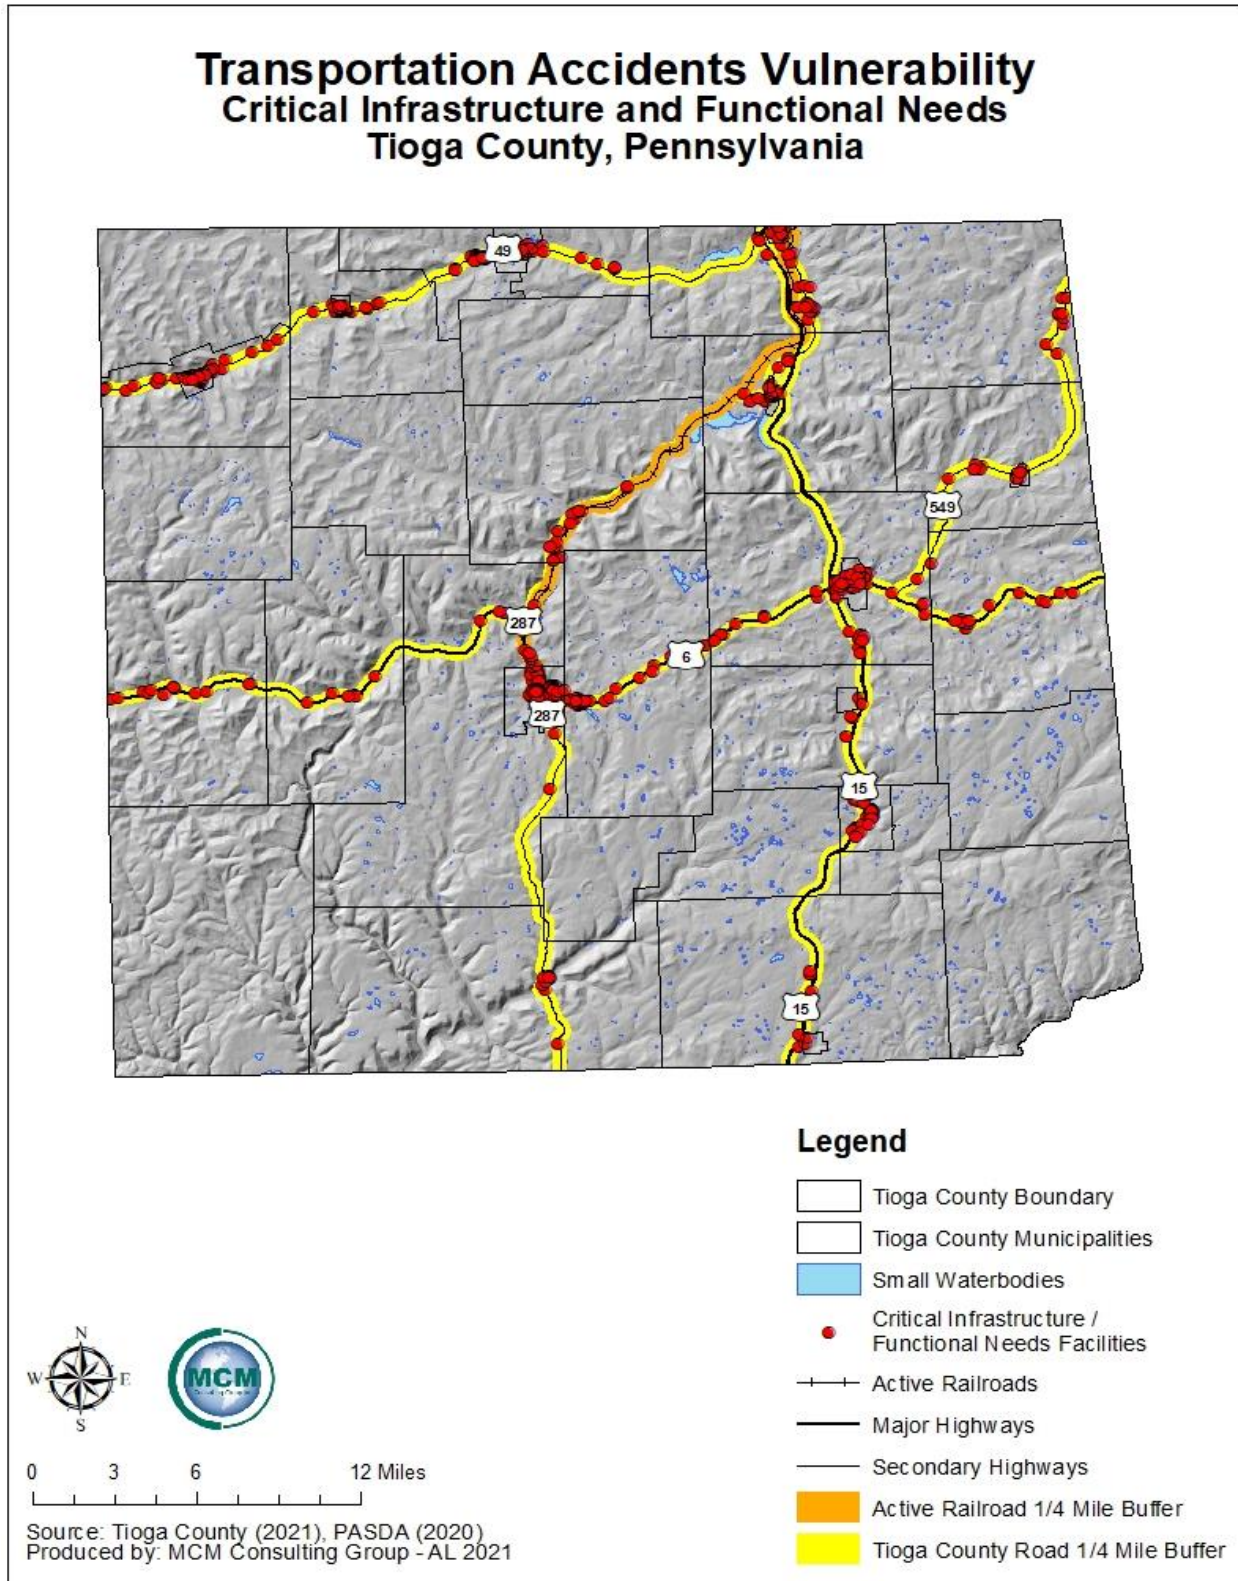 Transportation Accidents Vulnerability
Critical Infrastructure and Functional Needs
Tioga County, Pennsylvania
49
549
287
6
287
15
15
Legend
Tioga County Boundary
Tioga County Municipalities
Small Waterbodies
Critical Infrastructure /
Functional Needs Facilities
Active Railroads
Major Highways
Secondary Highways
Active Railroad 1/4 Mile Buffer
Tioga County Road 1/4 Mile Buffer
N
W E
S
MCM
Consulting Group
0 3 6 12 Miles
Source: Tioga County (2021), PASDA (2020)
Produced by: MCM Consulting Group - AL 2021